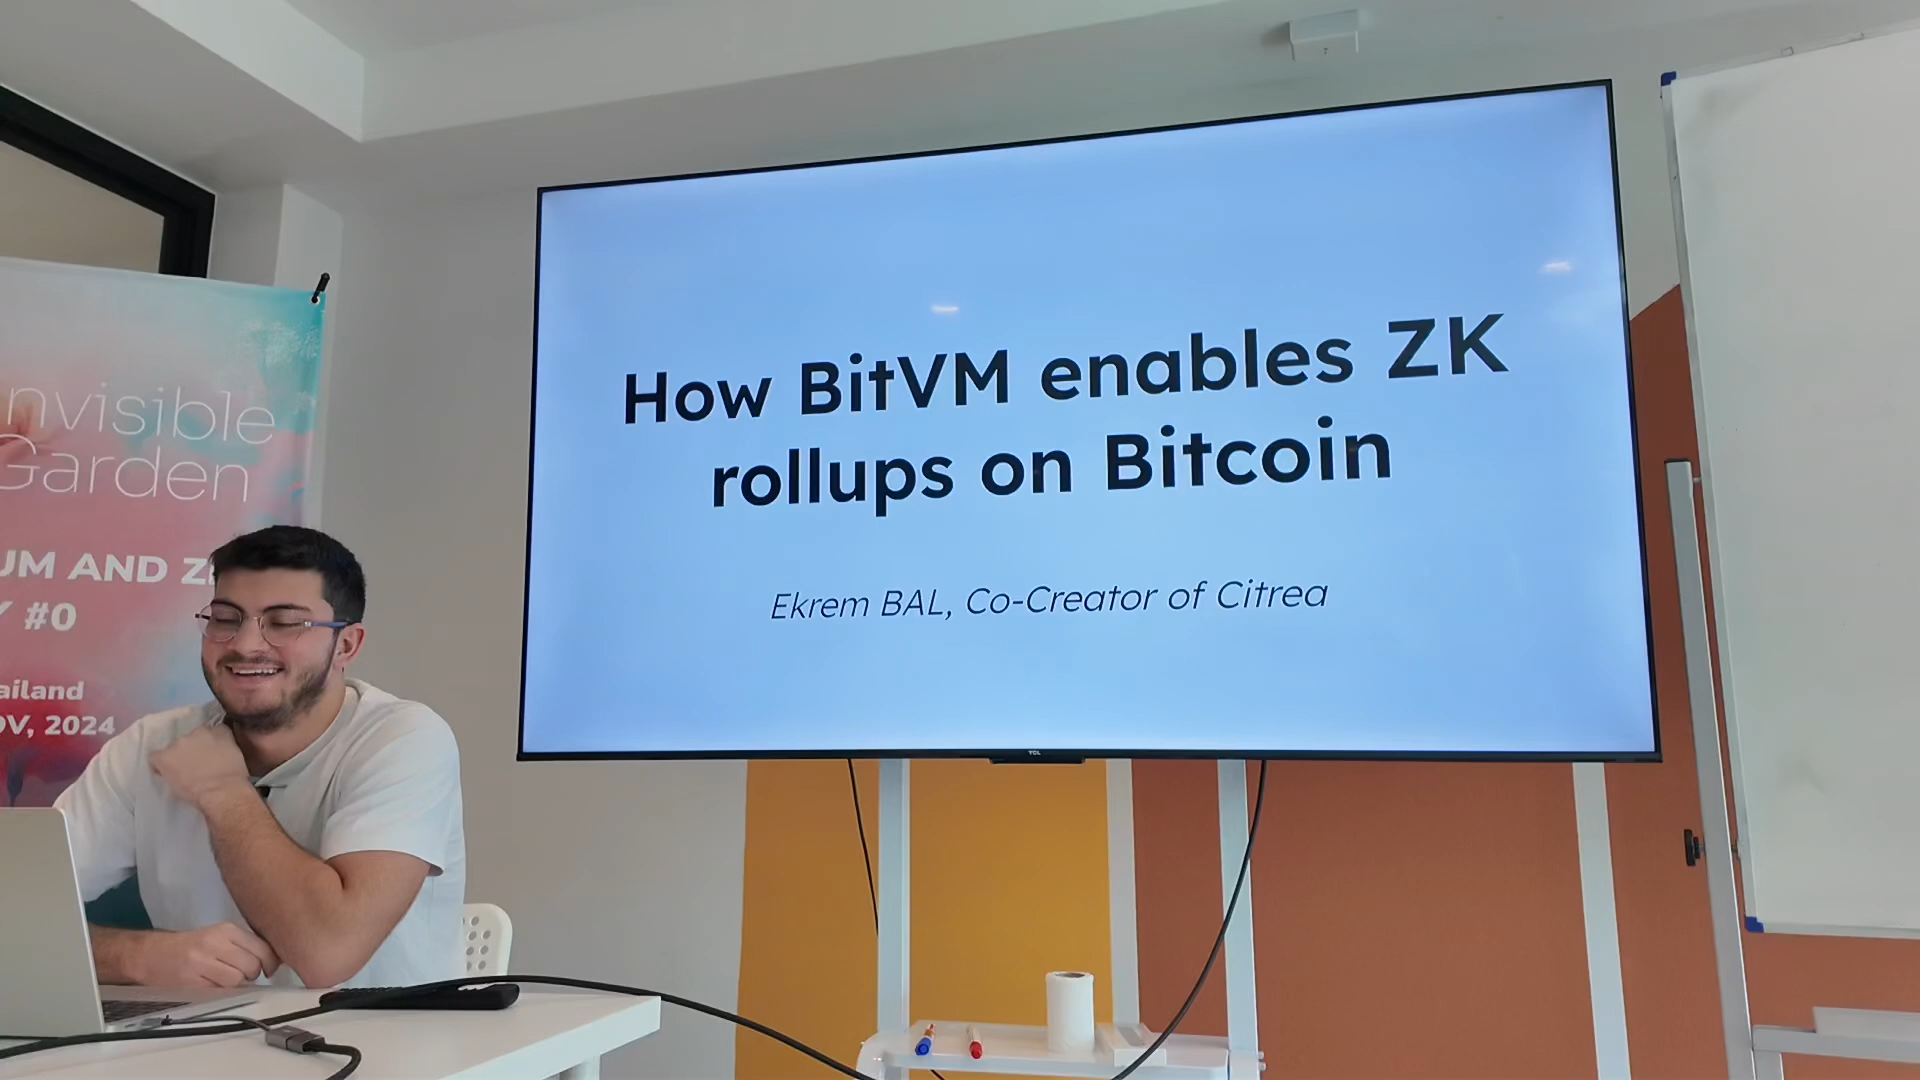 nvisible
Garden
UM AND Z
#0
ailand
OV, 2024
How BitVM enables ZK
rollups on Bitcoin
Ekrem BAL, Co-Creator of Citrea
TCL